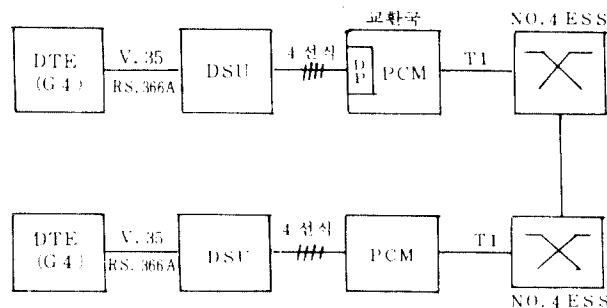 교환국
NO.4 ESS
DTE
(G4)
V.35
RS.366A
DSU
4 선식
DP
PCM
T1
DTE
(G4)
V.35
RS.366A
DSU
4 선식
PCM
T1
NO.4 ESS